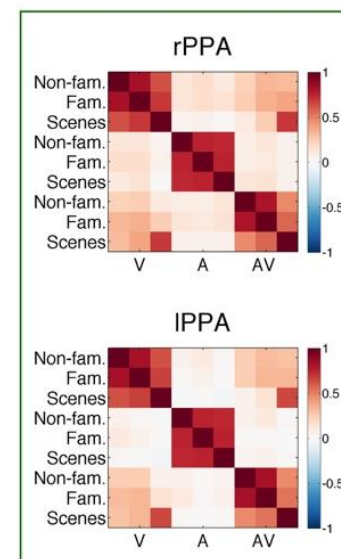 rPPA
Non-fam.
Fam.
Scenes
Non-fam.
Fam.
Scenes
Non-fam.
Fam.
Scenes
V A AV
1
0.5
0
-0.5
-1
lPPA
Non-fam.
Fam.
Scenes
Non-fam.
Fam.
Scenes
Non-fam.
Fam.
Scenes
V A AV
1
0.5
0
-0.5
-1